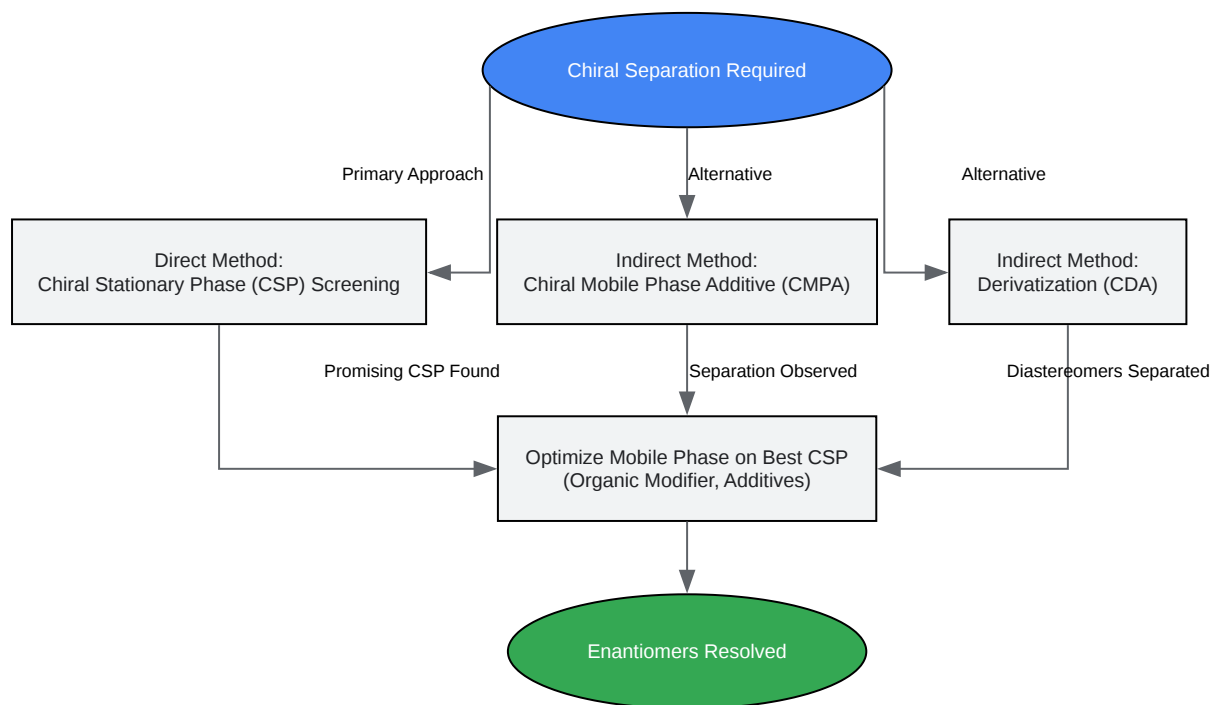 Chiral Separation Required
Primary Approach
Alternative
Alternative
Direct Method:
Chiral Stationary Phase (CSP) Screening
Indirect Method:
Chiral Mobile Phase Additive (CMPA)
Indirect Method:
Derivatization (CDA)
Promising CSP Found
Separation Observed
Diastereomers Separated
Optimize Mobile Phase on Best CSP
(Organic Modifier, Additives)
Enantiomers Resolved